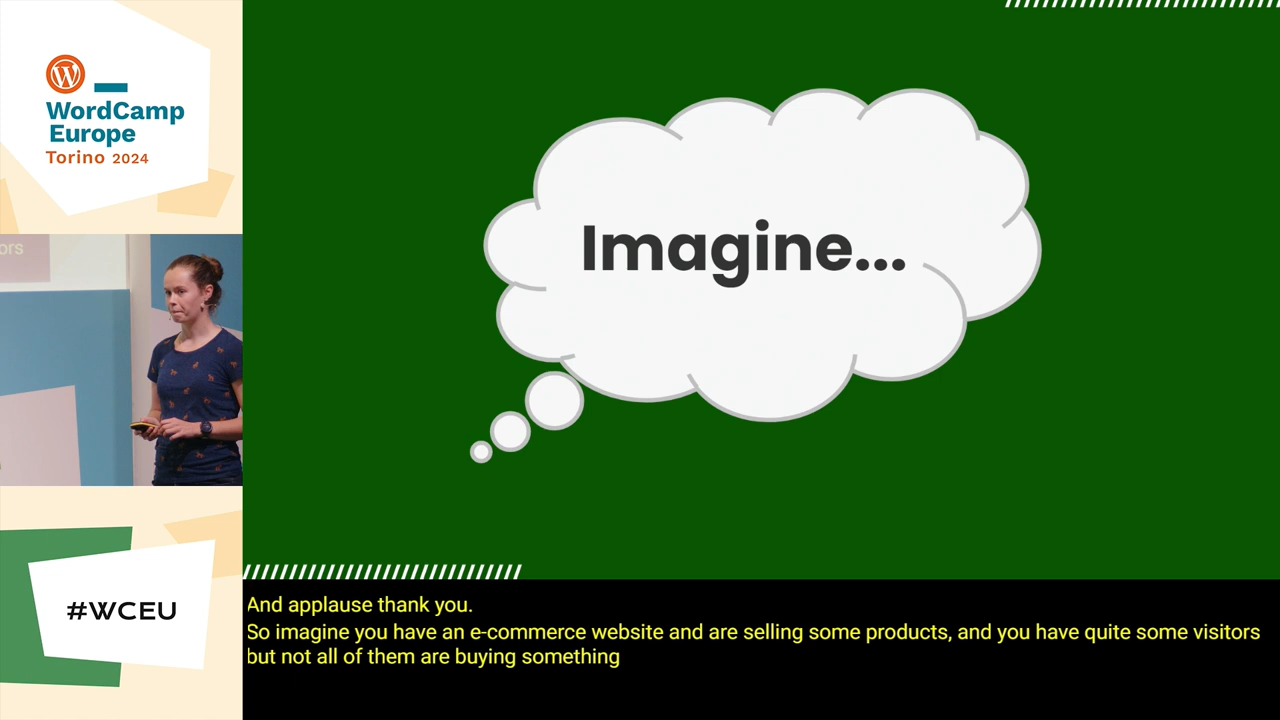 WordCamp
Europe
Torino 2024
ors
Imagine...
#WCEU
And applause thank you.
So imagine you have an e-commerce website and are selling some products, and you have quite some visitors
but not all of them are buying something